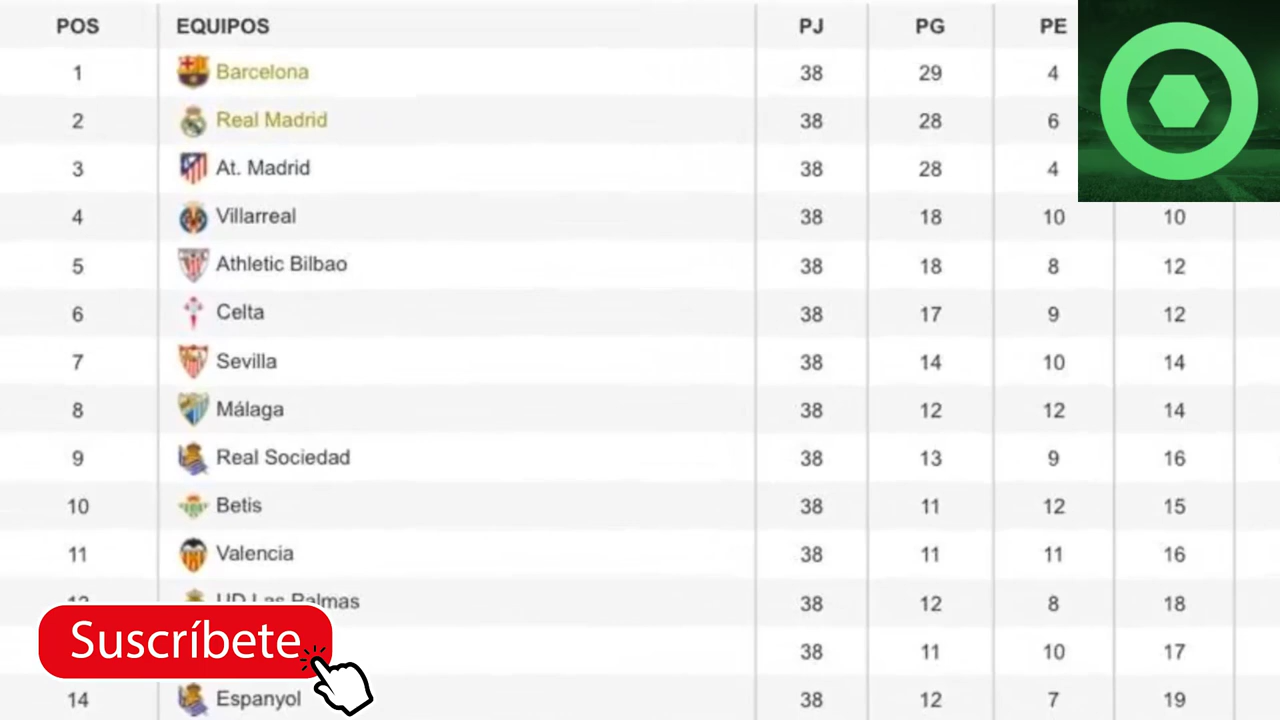 POS EQUIPOS PJ PG PE
1 Barcelona 38 29 4
2 Real Madrid 38 28 6
3 At. Madrid 38 28 4
4 Villarreal 38 18 10 10
5 Athletic Bilbao 38 18 8 12
6 Celta 38 17 9 12
7 Sevilla 38 14 10 14
8 Málaga 38 12 12 14
9 Real Sociedad 38 13 9 16
10 Betis 38 11 12 15
11 Valencia 38 11 11 16
12 UD Las Palmas 38 12 8 18
Suscríbete 38 11 10 17
14 Espanyol 38 12 7 19